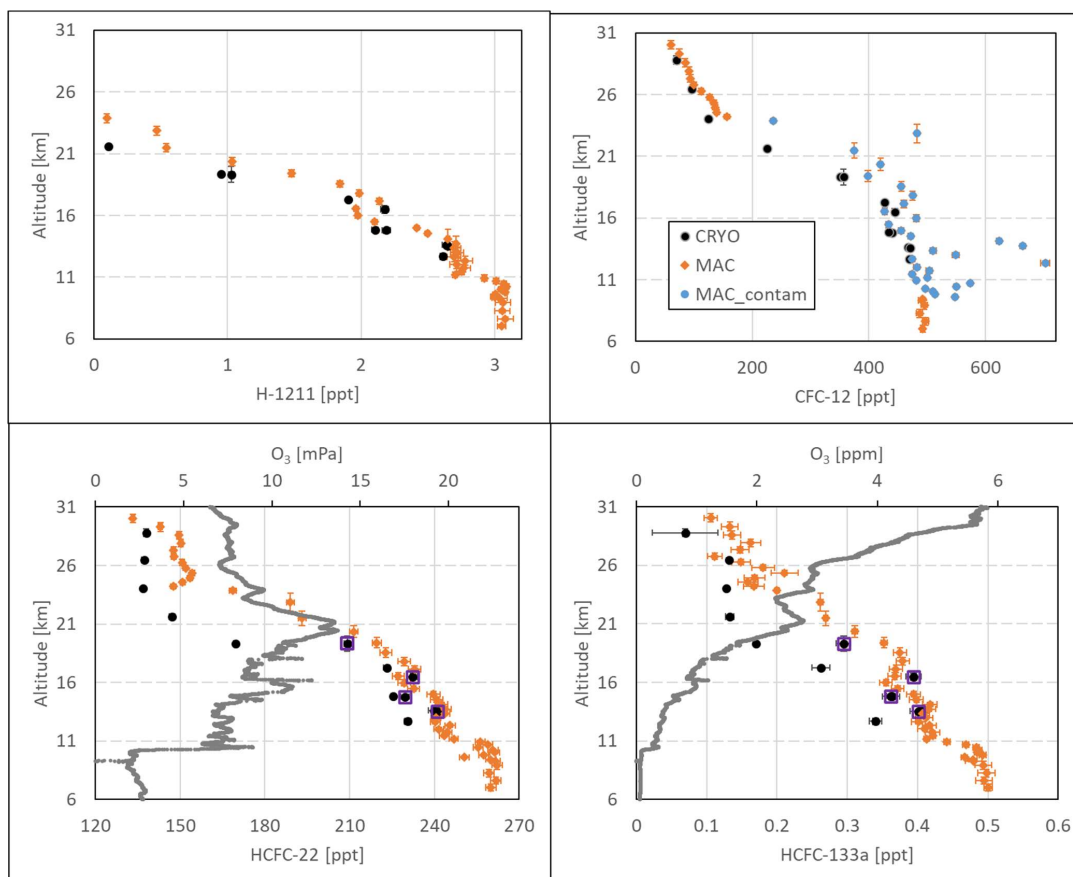 31
26
21
16
11
6
Altitude [km]
0 1 2 3
H-1211 [ppt]
31
26
21
16
11
6
Altitude [km]
CRYO
MAC
MAC_contam
0 200 400 600
CFC-12 [ppt]
O3 [mPa]
0 5 10 15 20
31
26
21
16
11
6
Altitude [km]
120 150 180 210 240 270
HCFC-22 [ppt]
O3 [ppm]
0 2 4 6
31
26
21
16
11
6
Altitude [km]
0 0.1 0.2 0.3 0.4 0.5 0.6
HCFC-133a [ppt]